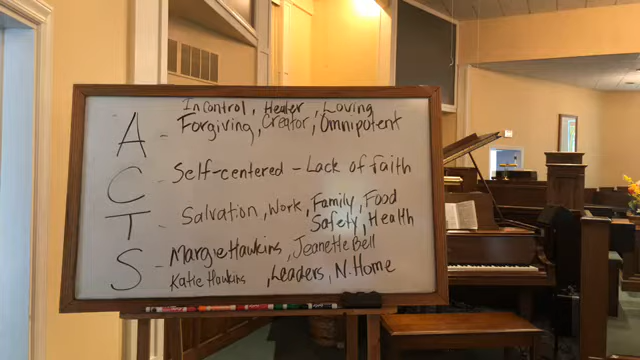 In control, Healer, Loving
A - Forgiving, Creator, Omnipotent
C - Self-centered - Lack of faith
T - Salvation, Work, Family, Food
Safety, Health
S - Margie Hawkins, Jeanette Bell
Katie Hawkins, Leaders, N. Home